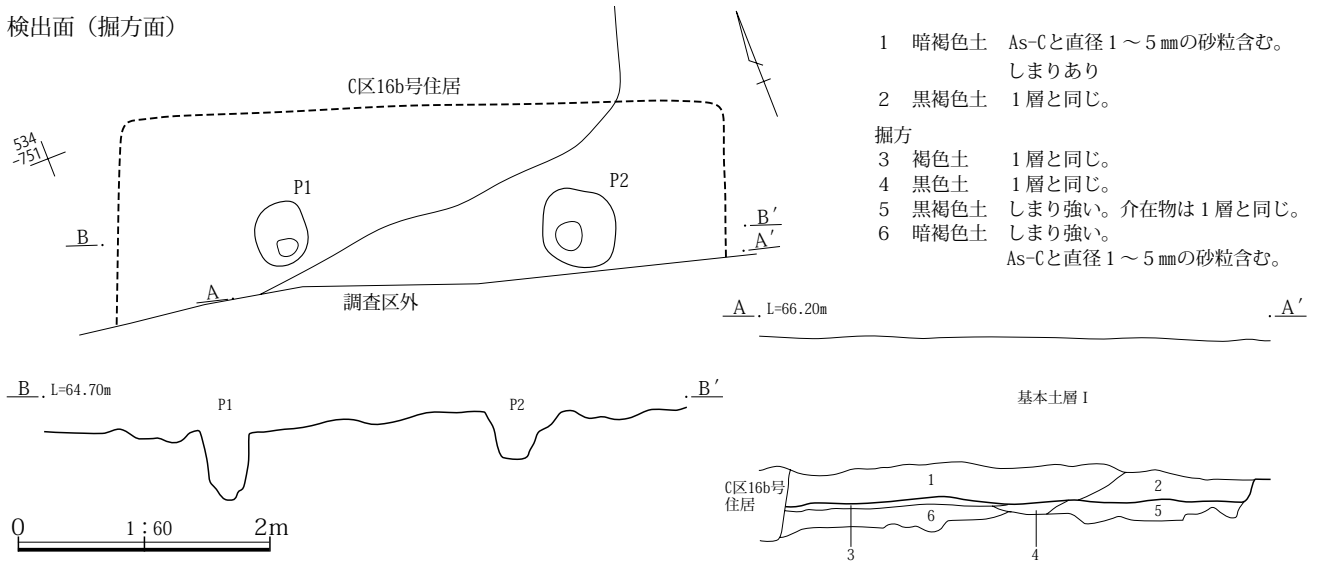 検出面（掘方面）
C区16b号住居
534
-751
P1
P2
B
B′
A′
A
調査区外
1　暗褐色土　As-Cと直径１～５㎜の砂粒含む。
しまりあり
2　黒褐色土　１層と同じ。
掘方
3　褐色土　１層と同じ。
4　黒色土　１層と同じ。
5　黒褐色土　しまり強い。介在物は１層と同じ。
6　暗褐色土　しまり強い。
As-Cと直径１～５㎜の砂粒含む。
A L=66.20m A′
基本土層Ⅰ
B L=64.70m B′
P1 P2
C区16b号
住居
1
2
6
5
3
4
0 1：60 2m